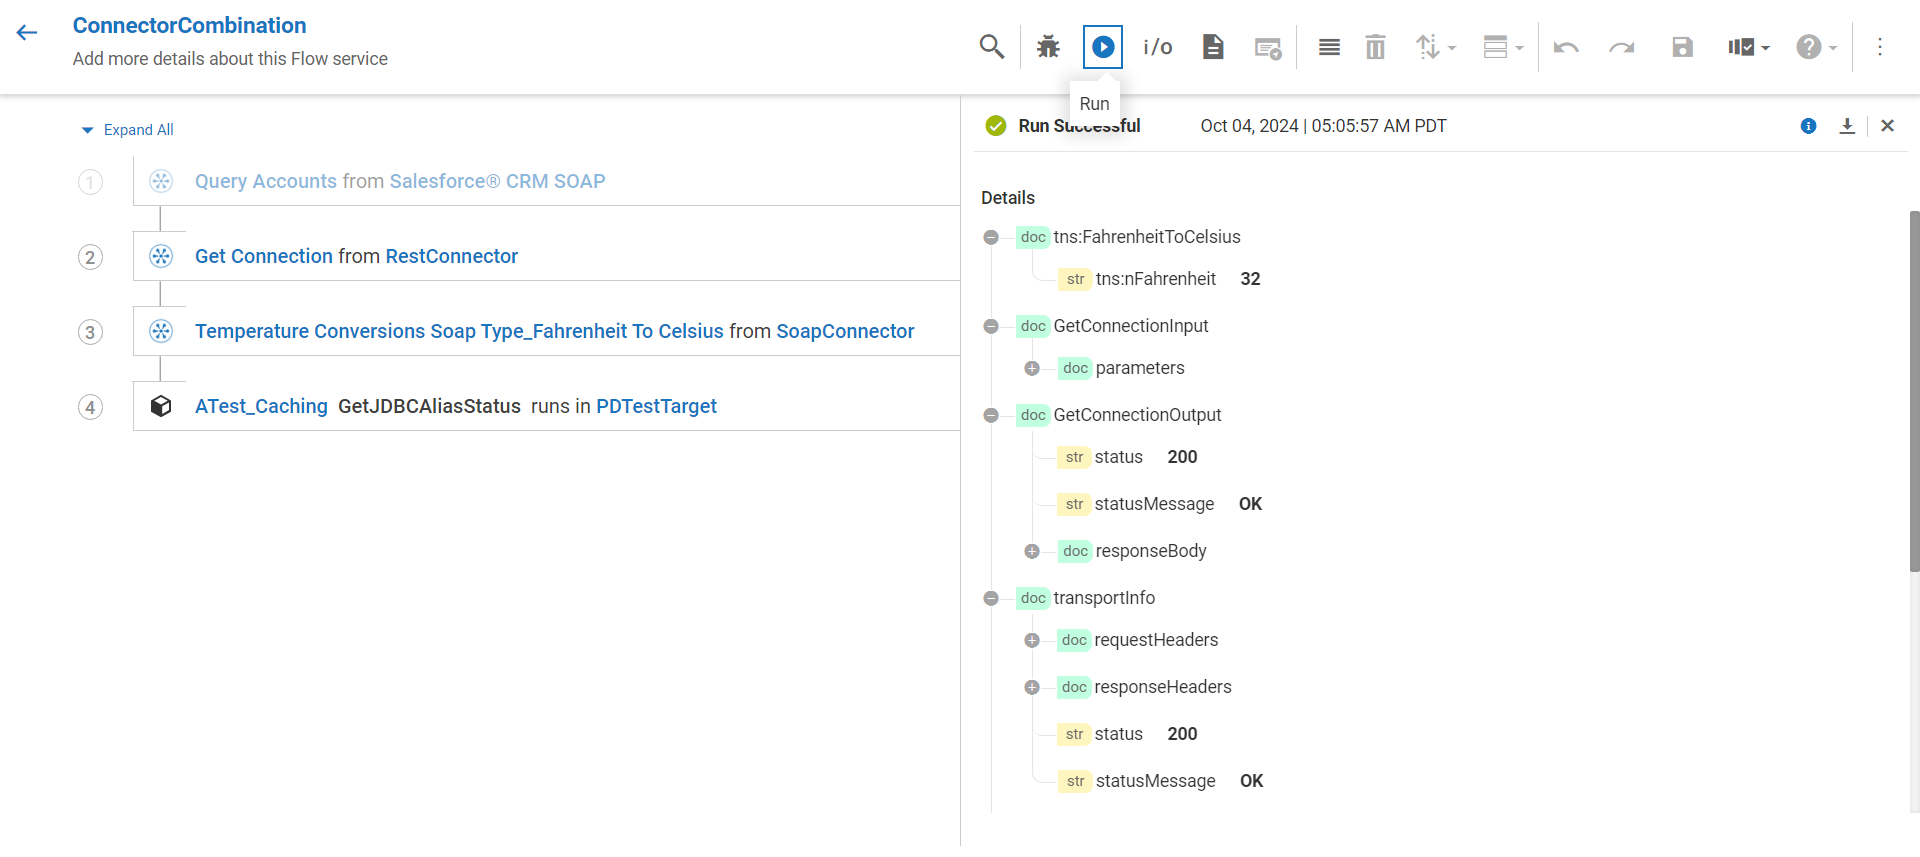 ConnectorCombination
Add more details about this Flow service
i/o
Run
Expand All
1 Query Accounts from Salesforce® CRM SOAP
2 Get Connection from RestConnector
3 Temperature Conversions Soap Type_Fahrenheit To Celsius from SoapConnector
4 ATest_Caching GetJDBCAliasStatus runs in PDTestTarget
Run Successful Oct 04, 2024 | 05:05:57 AM PDT
Details
doc tns:FahrenheitToCelsius
str tns:nFahrenheit 32
doc GetConnectionInput
doc parameters
doc GetConnectionOutput
str status 200
str statusMessage OK
doc responseBody
doc transportInfo
doc requestHeaders
doc responseHeaders
str status 200
str statusMessage OK